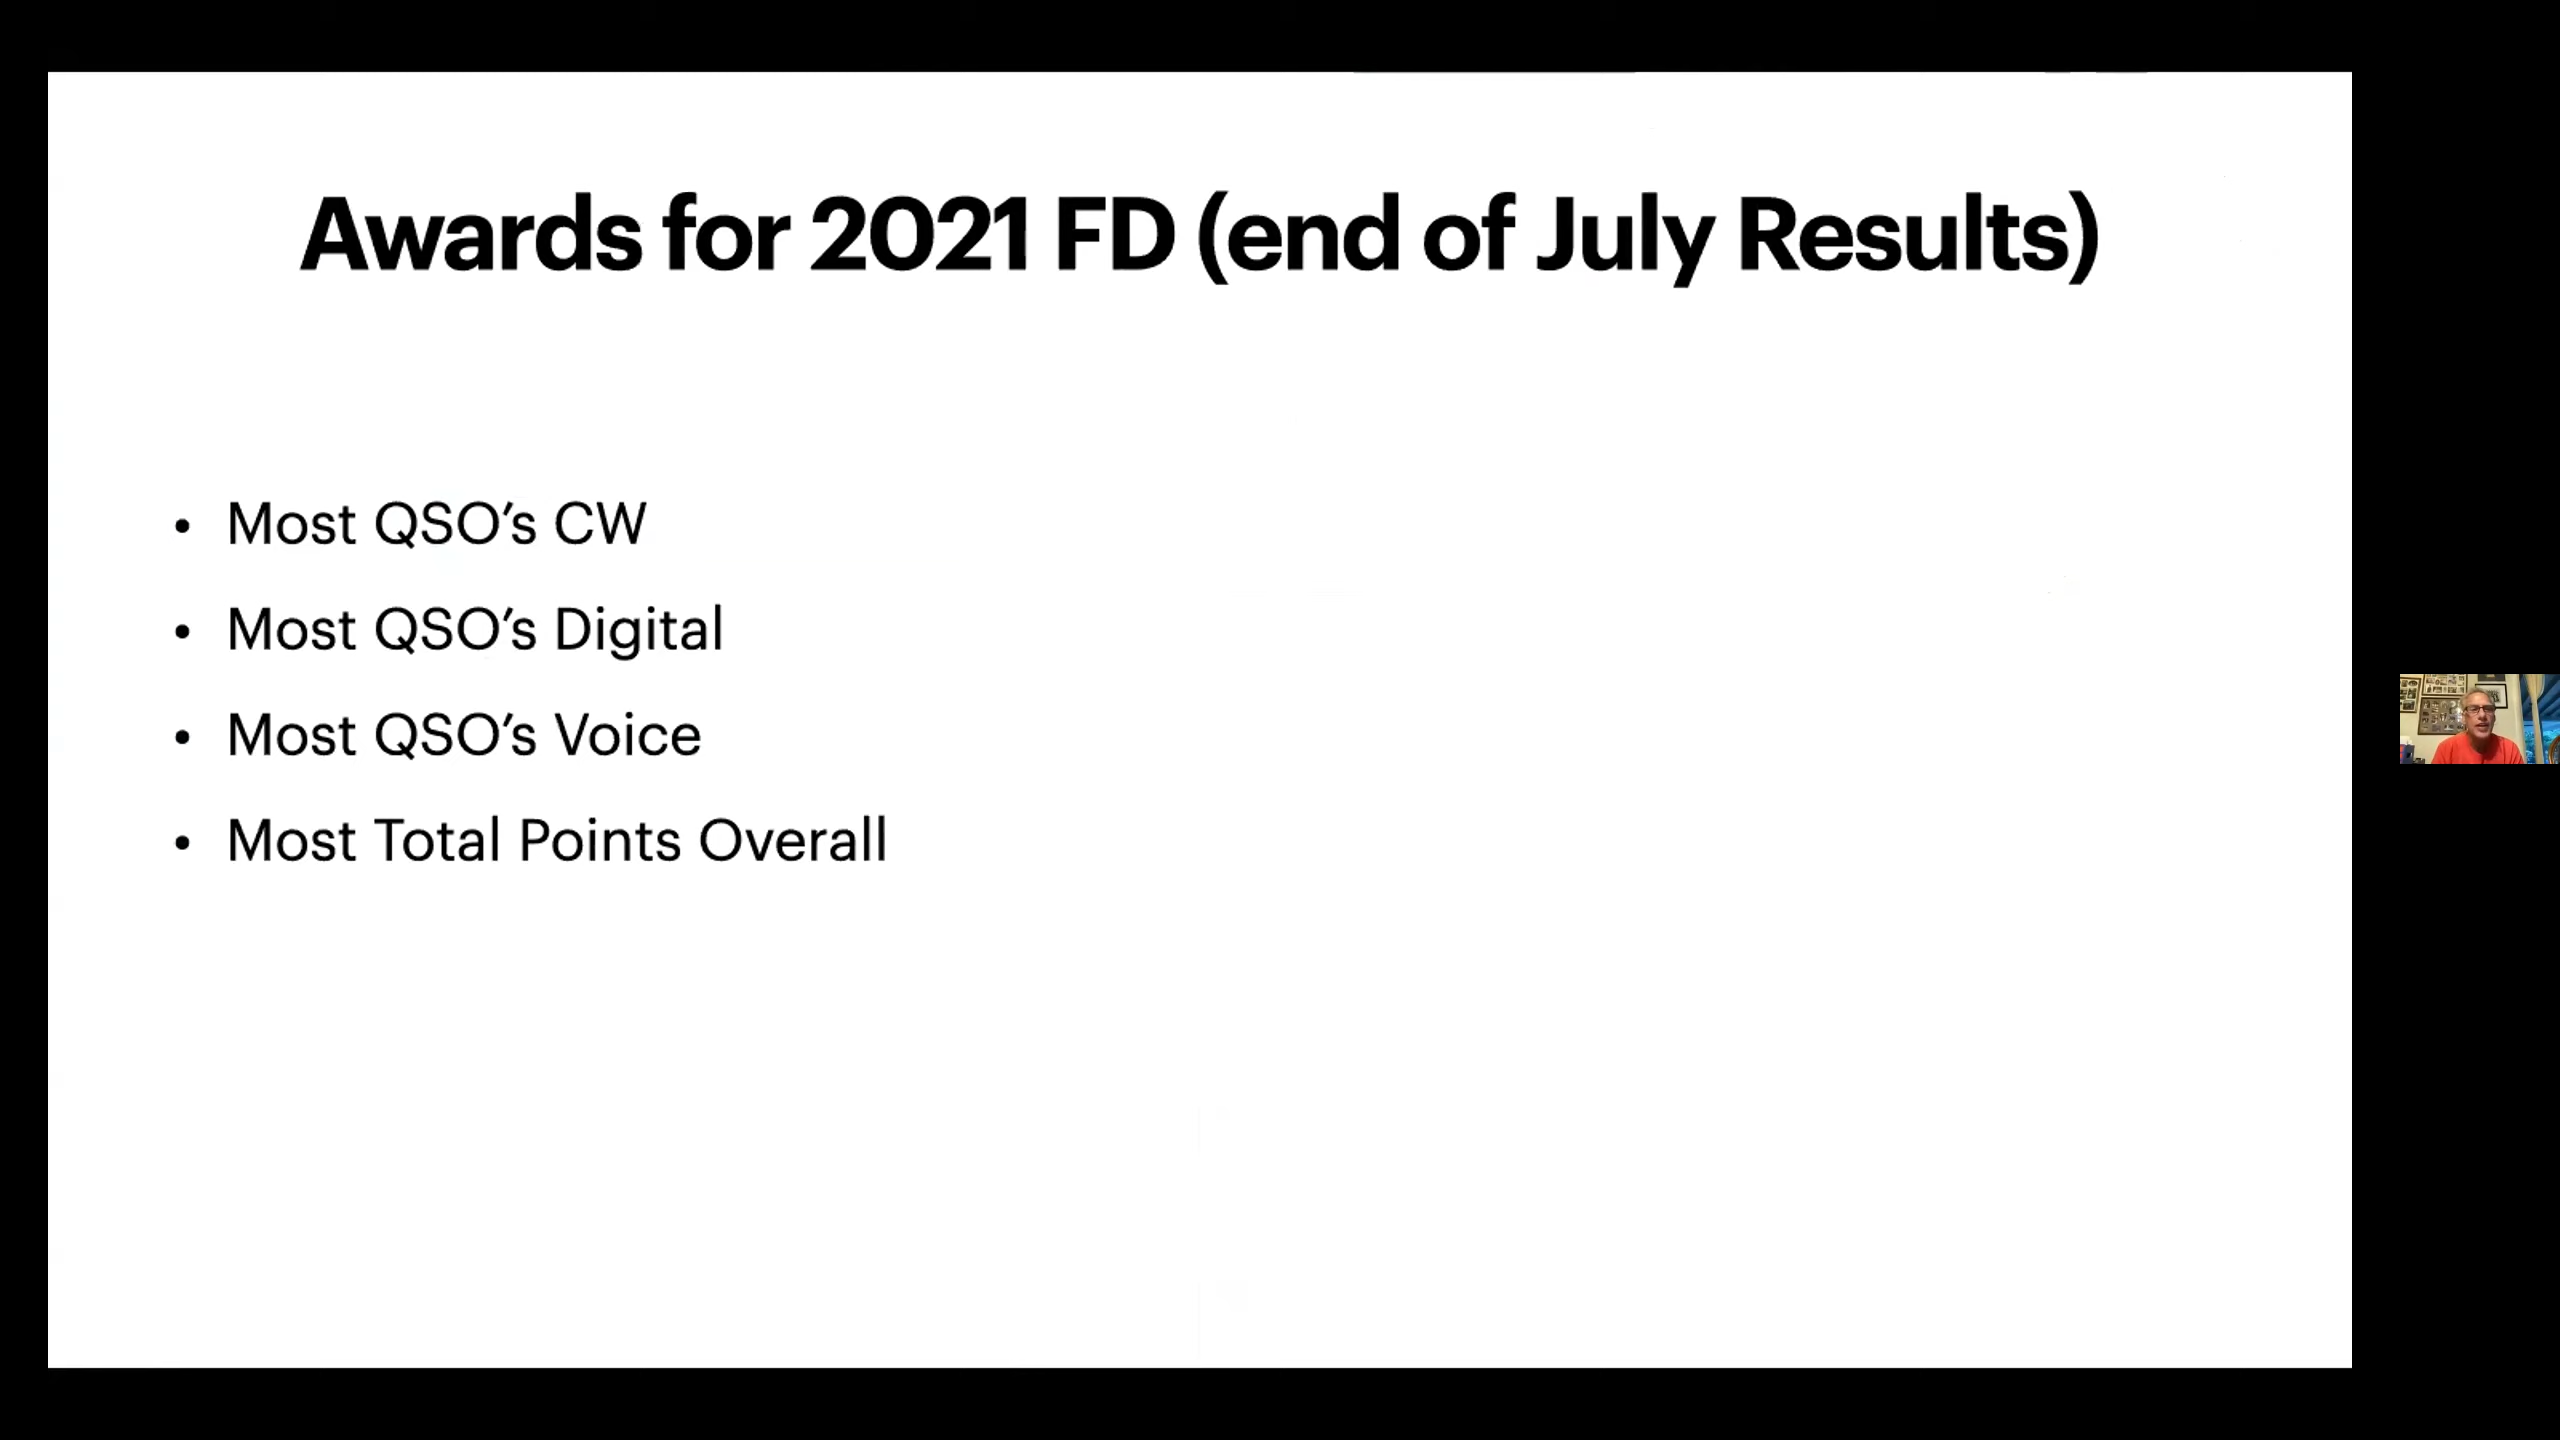 Awards for 2021 FD (end of July Results)
• Most QSO’s CW
• Most QSO’s Digital
• Most QSO’s Voice
• Most Total Points Overall